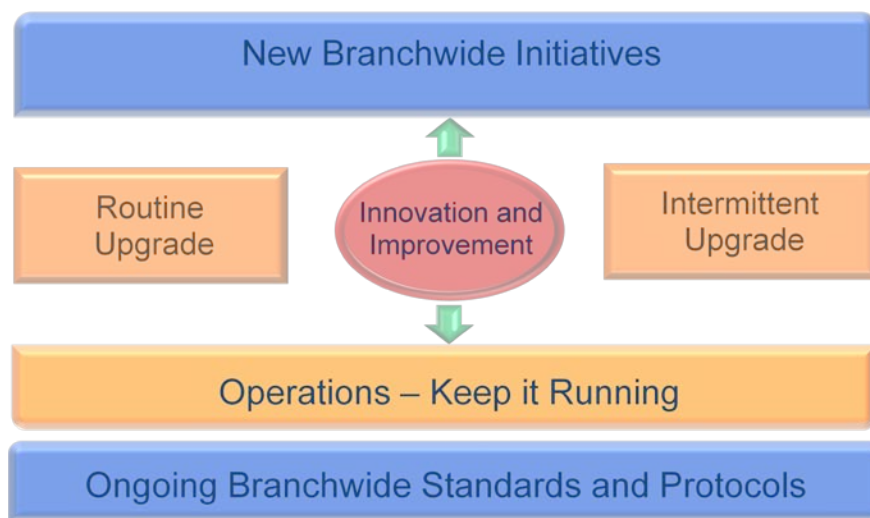 New Branchwide Initiatives
Routine
Upgrade
Innovation and
Improvement
Intermittent
Upgrade
Operations – Keep it Running
Ongoing Branchwide Standards and Protocols